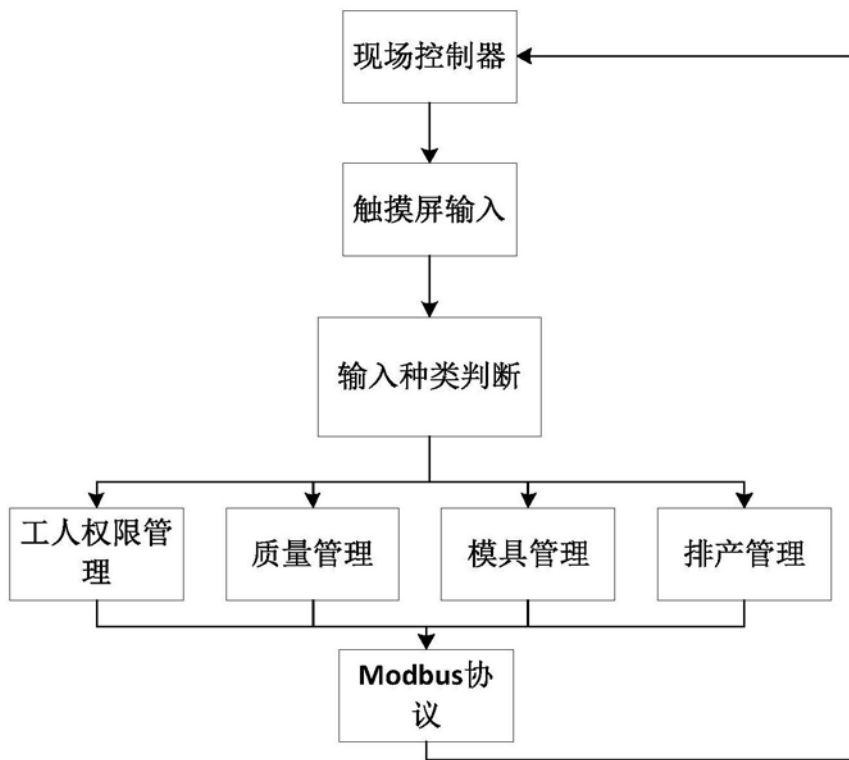 现场控制器
触摸屏输入
输入种类判断
工人权限管
理
质量管理
模具管理
排产管理
Modbus协
议